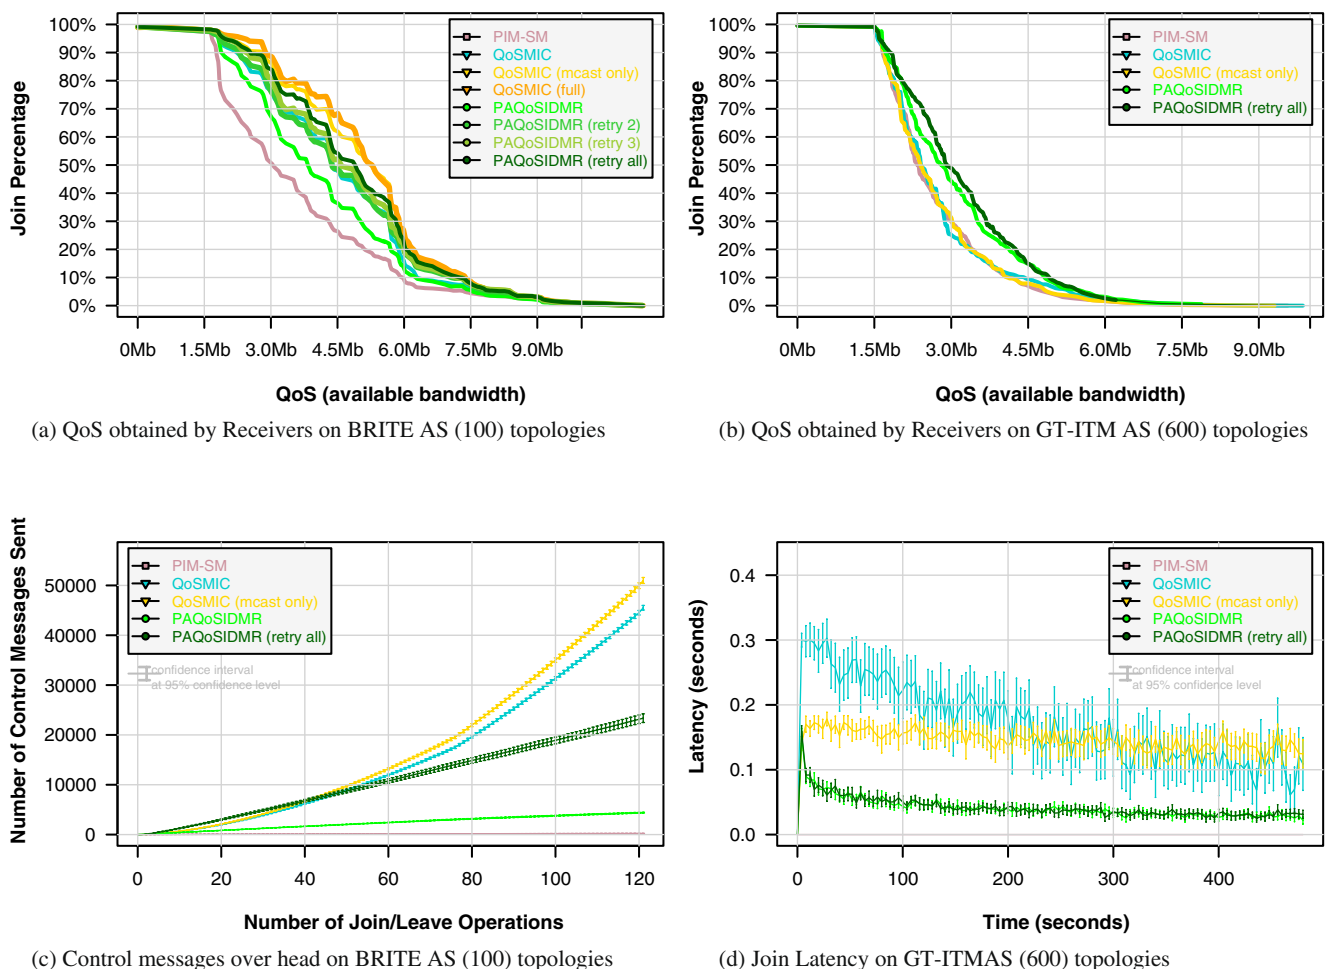 100%
90%
80%
70%
60%
50%
40%
30%
20%
10%
0%
Join Percentage
PIM-SM
QoSMIC
QoSMIC (mcast only)
QoSMIC (full)
PAQoSIDMR
PAQoSIDMR (retry 2)
PAQoSIDMR (retry 3)
PAQoSIDMR (retry all)
0Mb 1.5Mb 3.0Mb 4.5Mb 6.0Mb 7.5Mb 9.0Mb
QoS (available bandwidth)
(a) QoS obtained by Receivers on BRITE AS (100) topologies
100%
90%
80%
70%
60%
50%
40%
30%
20%
10%
0%
Join Percentage
PIM-SM
QoSMIC
QoSMIC (mcast only)
PAQoSIDMR
PAQoSIDMR (retry all)
0Mb 1.5Mb 3.0Mb 4.5Mb 6.0Mb 7.5Mb 9.0Mb
QoS (available bandwidth)
(b) QoS obtained by Receivers on GT-ITM AS (600) topologies
Number of Control Messages Sent
50000
40000
30000
20000
10000
0
PIM-SM
QoSMIC
QoSMIC (mcast only)
PAQoSIDMR
PAQoSIDMR (retry all)
confidence interval
at 95% confidence level
0 20 40 60 80 100 120
Number of Join/Leave Operations
(c) Control messages over head on BRITE AS (100) topologies
Latency (seconds)
0.4
0.3
0.2
0.1
0.0
PIM-SM
QoSMIC
QoSMIC (mcast only)
PAQoSIDMR
PAQoSIDMR (retry all)
confidence interval
at 95% confidence level
0 100 200 300 400
Time (seconds)
(d) Join Latency on GT-ITMAS (600) topologies